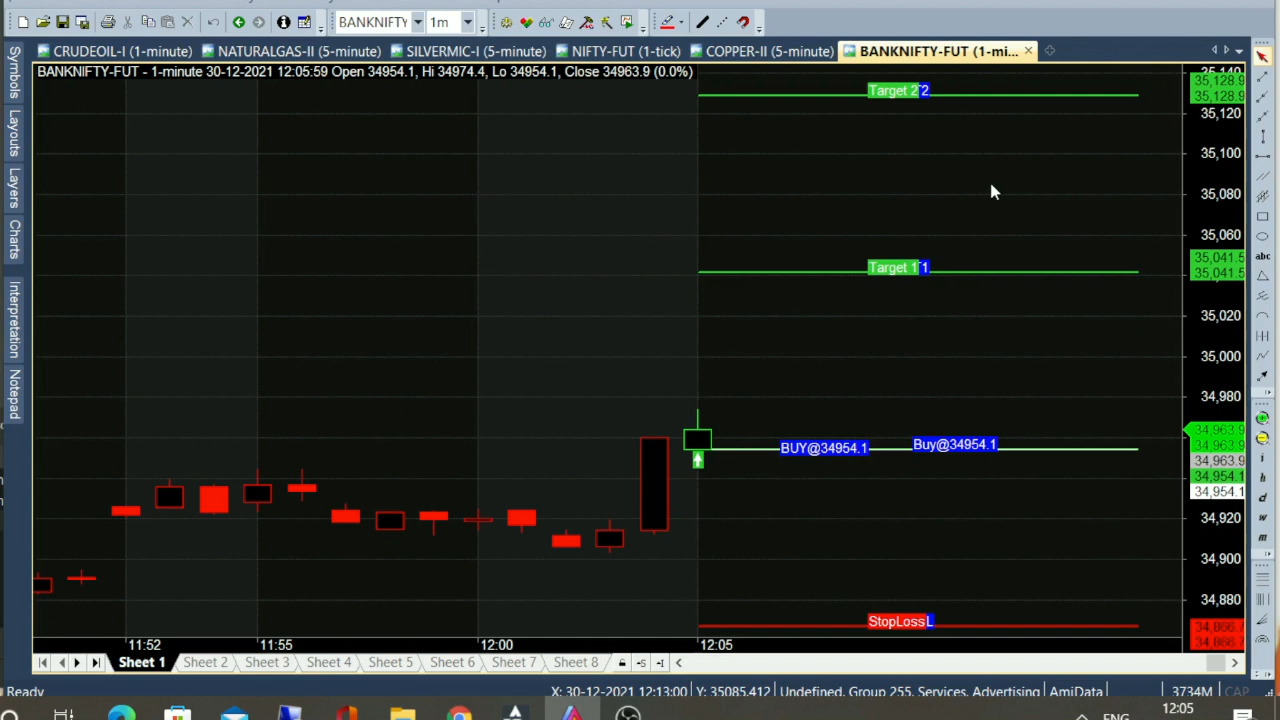 BANKNIFTY 1m
CRUDEOIL-I (1-minute) NATURALGAS-II (5-minute) SILVERMIC-I (5-minute) NIFTY-FUT (1-tick) COPPER-II (5-minute) BANKNIFTY-FUT (1-mi...
BANKNIFTY-FUT - 1-minute 30-12-2021 12:05:59 Open 34954.1, Hi 34974.4, Lo 34954.1, Close 34963.9 (0.0%)
Symbols
Layouts
Layers
Charts
Interpretation
Notepad
Target 2
35,128.9
35,128.9
35,120
35,100
35,080
35,060
Target 1
35,041.5
35,041.5
35,020
35,000
34,980
34,963.9
34,963.9
34,963.9
34,954.1
34,954.1
BUY@34954.1 Buy@34954.1
34,920
34,900
34,880
StopLoss
abc
i
h
d
w
m
11:52 11:55 12:00 12:05
Sheet 1 Sheet 2 Sheet 3 Sheet 4 Sheet 5 Sheet 6 Sheet 7 Sheet 8
Ready X: 30-12-2021 12:13:00 Y: 35085.412 Undefined, Group 255, Services, Advertising AmiData 3734M CAP
ENG 12:05